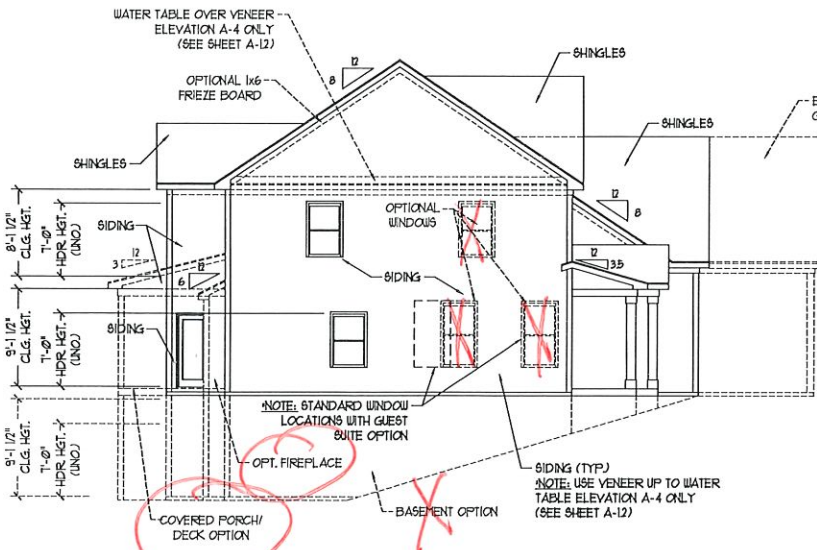 WATER TABLE OVER VENEER
ELEVATION A-4 ONLY
(SEE SHEET A-1.2)
12
8
OPTIONAL 1x6
FRIEZE BOARD
SHINGLES
SHINGLES
SHINGLES
12
8
SIDING
OPTIONAL
WINDOWS
12
3
12
6
SIDING
12
3.5
SIDING
8'-1 1/2"
CLG. HGT.
7'-0"
HDR. HGT.
(UNO.)
9'-1 1/2"
CLG. HGT.
7'-0"
HDR. HGT.
(UNO.)
9'-1 1/2"
CLG. HGT.
7'-0"
HDR. HGT.
(UNO.)
*NOTE: STANDARD WINDOW
LOCATIONS WITH GUEST
SUITE OPTION
OPT. FIREPLACE
SIDING (TYP.)
*NOTE: USE VENEER UP TO WATER
TABLE ELEVATION A-4 ONLY
(SEE SHEET A-1.2)
BASEMENT OPTION
COVERED PORCH/
DECK OPTION